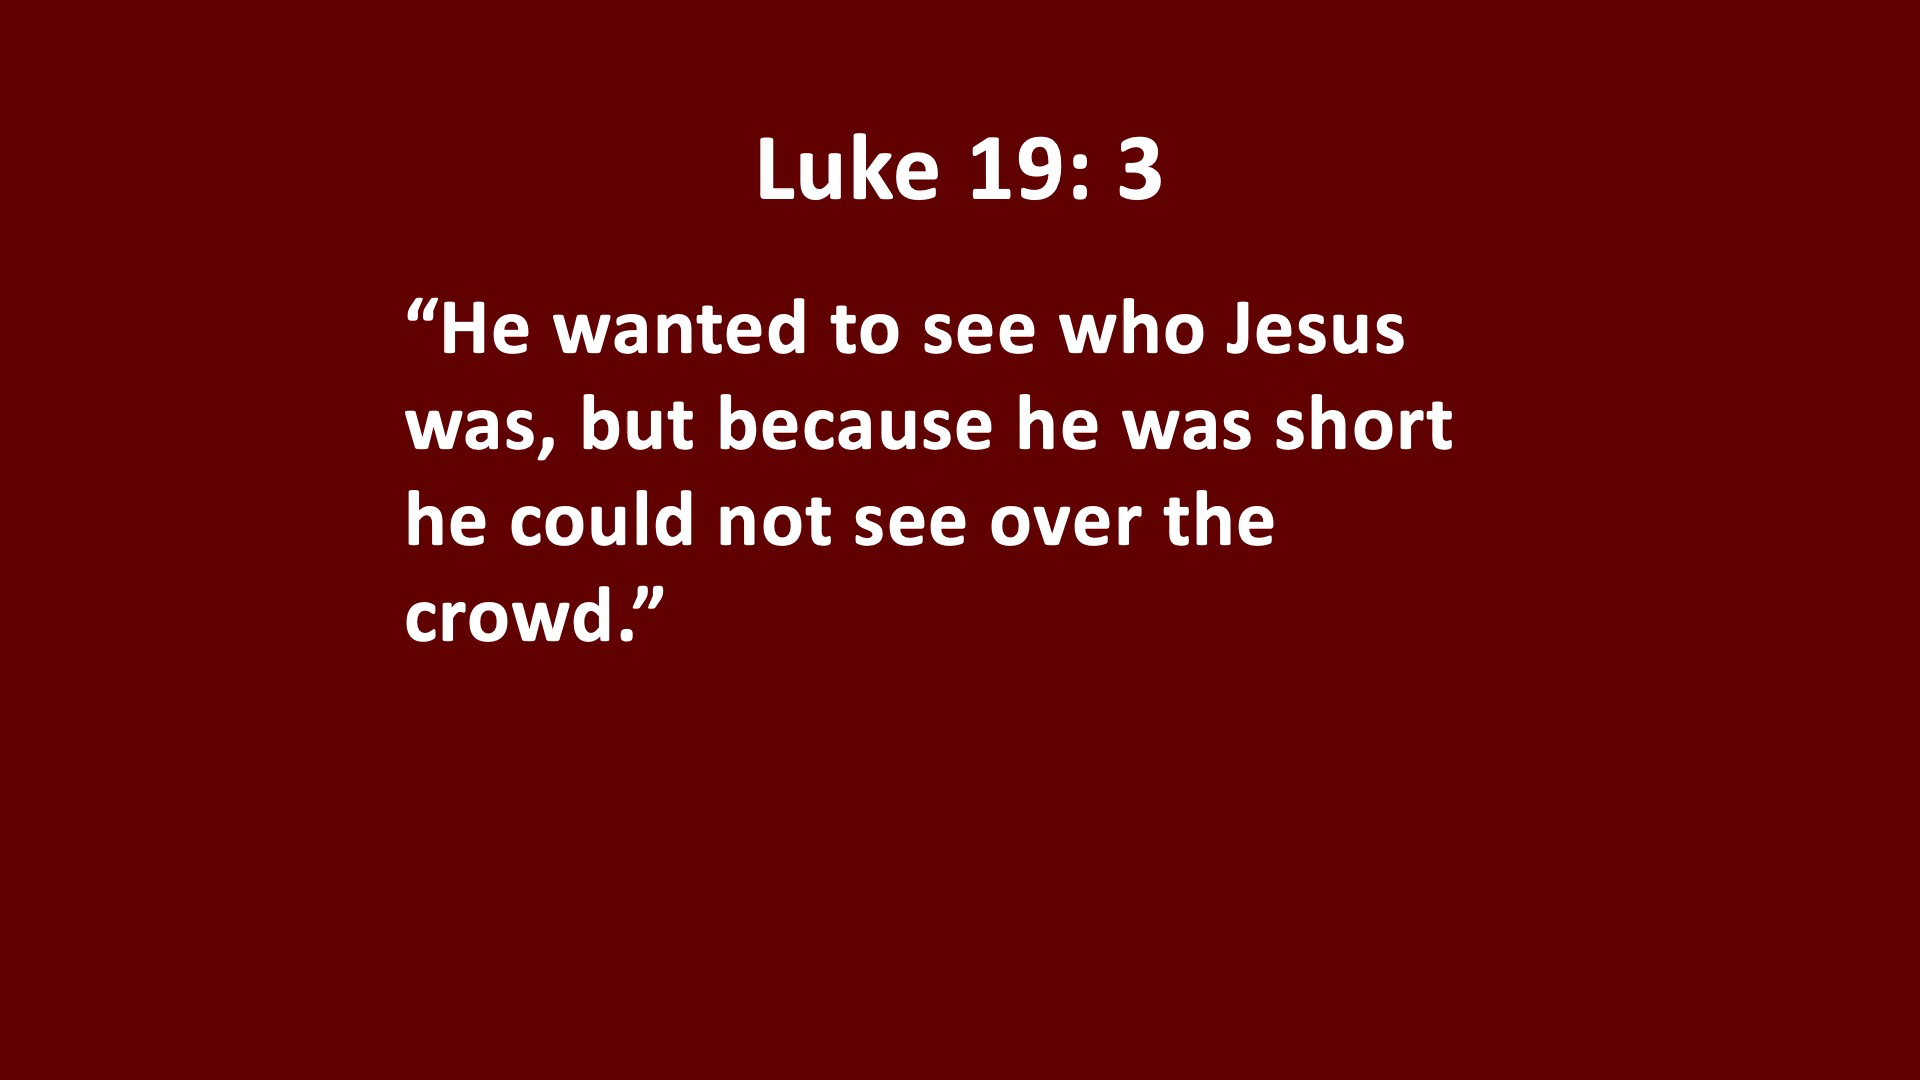 Luke 19: 3
“He wanted to see who Jesus
was, but because he was short
he could not see over the
crowd.”